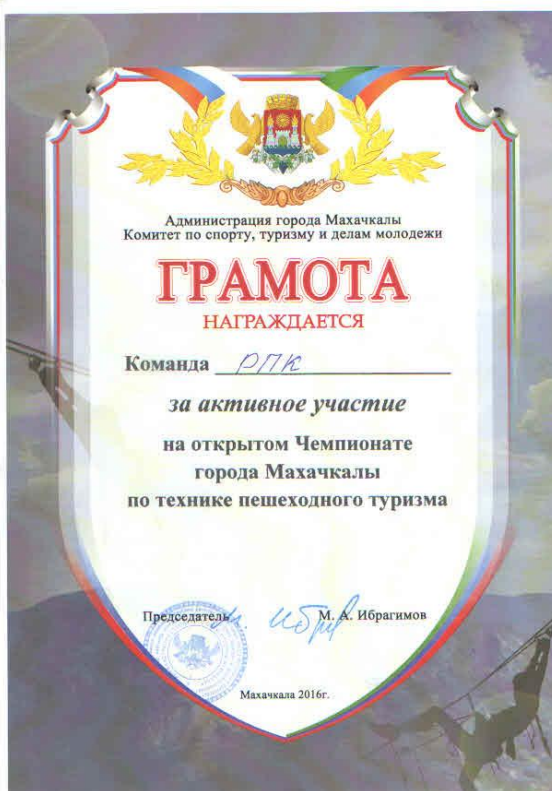 Администрация города Махачкалы
Комитет по спорту, туризму и делам молодежи
ГРАМОТА
НАГРАЖДАЕТСЯ
Команда РПК
за активное участие
на открытом Чемпионате
города Махачкалы
по технике пешеходного туризма
Председатель М. А. Ибрагимов
Махачкала 2016г.